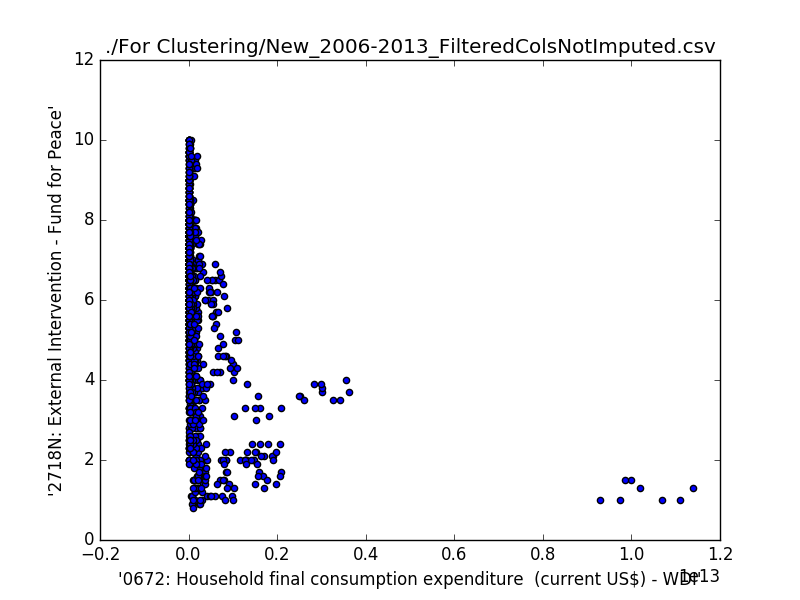 ./For Clustering/New_2006-2013_FilteredColsNotImputed.csv
12
10
8
6
4
2
0
'2718N: External Intervention - Fund for Peace'
−0.2 0.0 0.2 0.4 0.6 0.8 1.0 1.2
1e13
'0672: Household final consumption expenditure (current US$) - WDI'